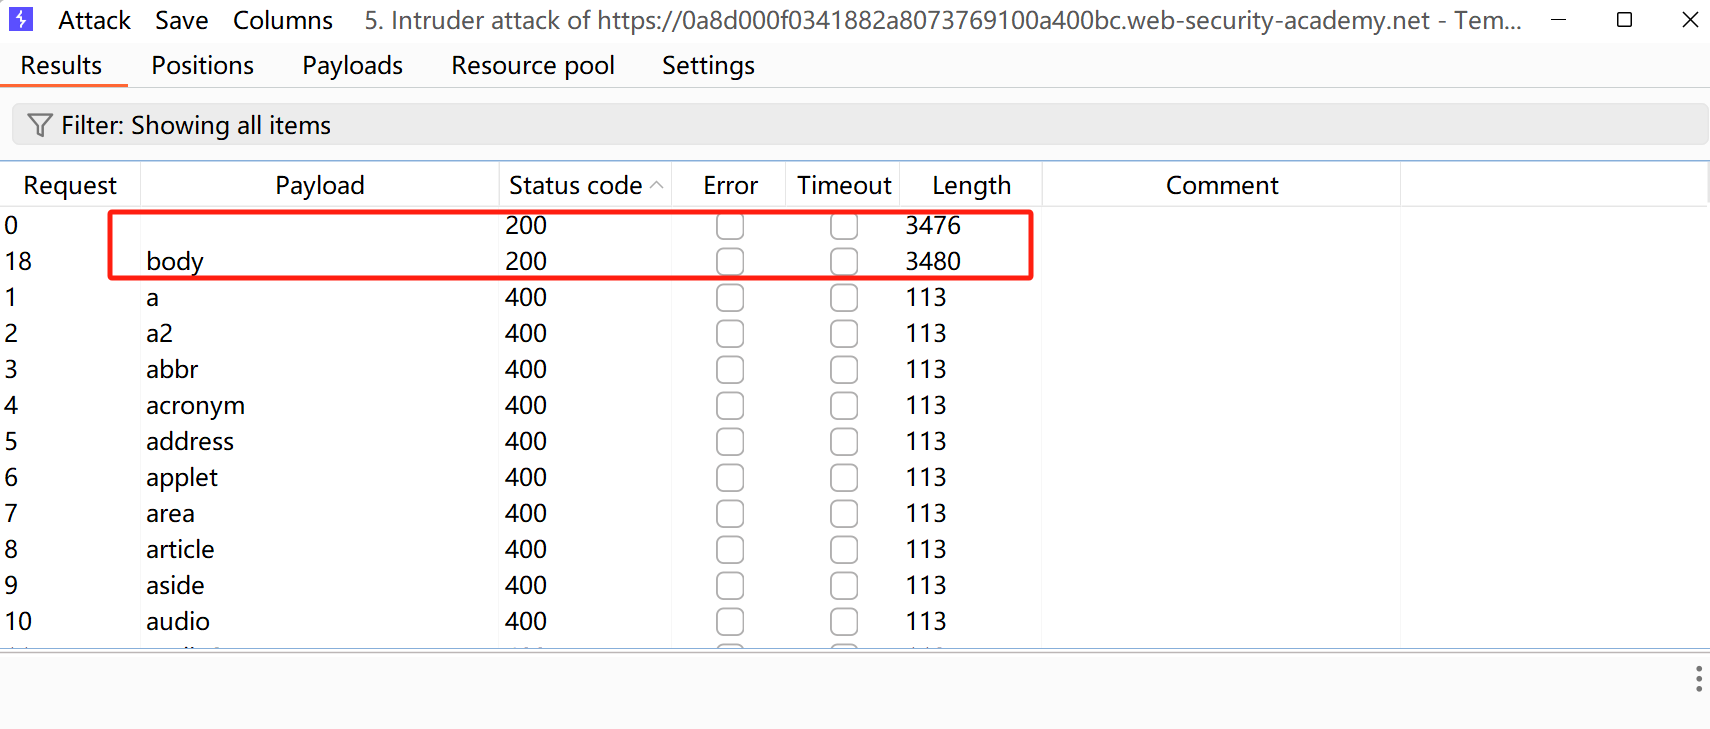 Attack Save Columns 5. Intruder attack of https://0a8d000f0341882a8073769100a400bc.web-security-academy.net - Tem...
Results Positions Payloads Resource pool Settings
Filter: Showing all items
Request Payload Status code Error Timeout Length Comment
0 200 3476
18 body 200 3480
1 a 400 113
2 a2 400 113
3 abbr 400 113
4 acronym 400 113
5 address 400 113
6 applet 400 113
7 area 400 113
8 article 400 113
9 aside 400 113
10 audio 400 113